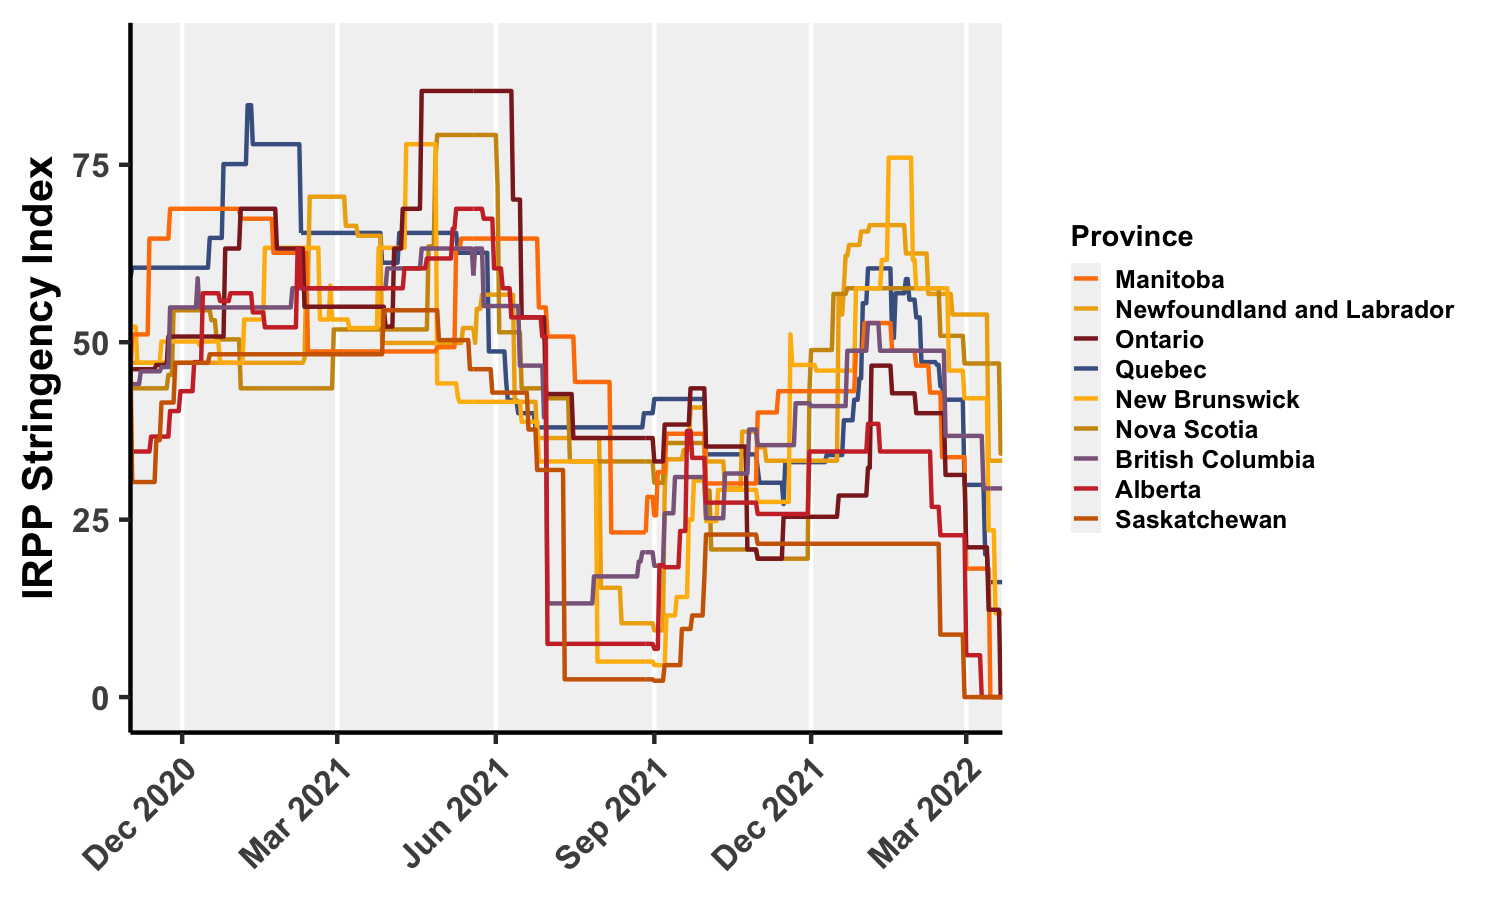 IRPP Stringency Index
75
50
25
0
Dec 2020
Mar 2021
Jun 2021
Sep 2021
Dec 2021
Mar 2022
Province
Manitoba
Newfoundland and Labrador
Ontario
Quebec
New Brunswick
Nova Scotia
British Columbia
Alberta
Saskatchewan